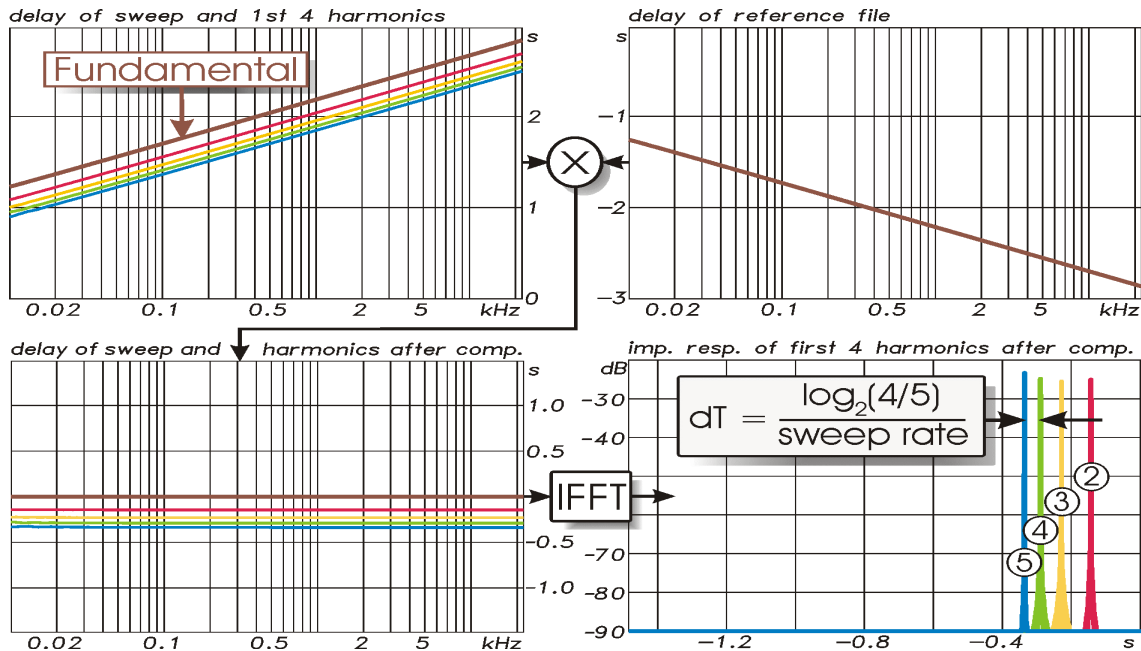 delay of sweep and 1st 4 harmonics
s
Fundamental
2
1
0
0.02 0.1 0.5 2 5 kHz
delay of reference file
s
-1
-2
-3
0.02 0.1 0.5 2 5 kHz
X
delay of sweep and harmonics after comp.
s
1.0
0.5
-0.5
-1.0
0.02 0.1 0.5 2 5 kHz
IFFT
imp. resp. of first 4 harmonics after comp.
dB
-30
-40
-70
-80
-90
dT = log₂(4/5)
sweep rate
2
3
4
5
-1.2 -0.8 -0.4 s